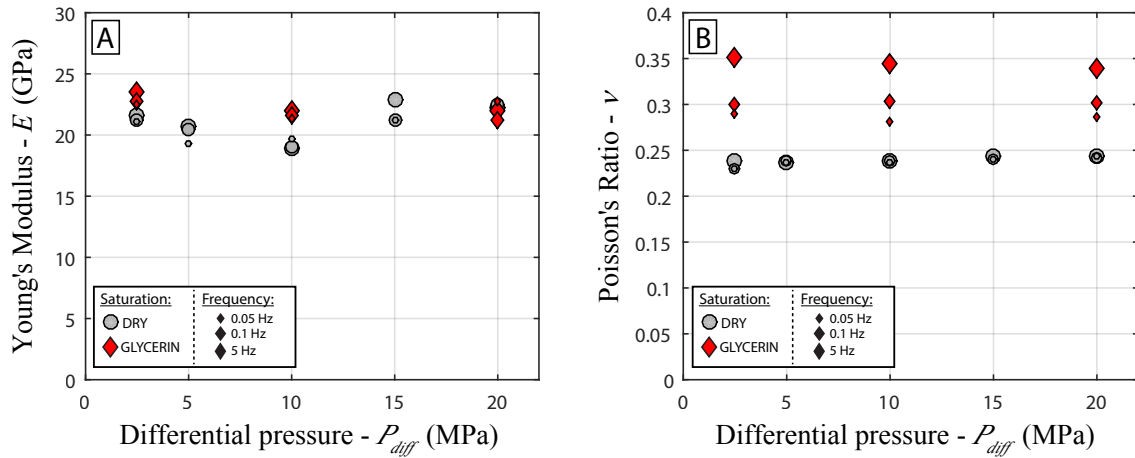 A
Young's Modulus - E (GPa)
30
25
20
15
10
5
0
Saturation: Frequency:
DRY
GLYCERIN
0.05 Hz
0.1 Hz
5 Hz
0 5 10 15 20
Differential pressure - P_diff (MPa)
B
Poisson's Ratio - ν
0.4
0.35
0.3
0.25
0.2
0.15
0.1
0.05
0
Saturation: Frequency:
DRY
GLYCERIN
0.05 Hz
0.1 Hz
5 Hz
0 5 10 15 20
Differential pressure - P_diff (MPa)